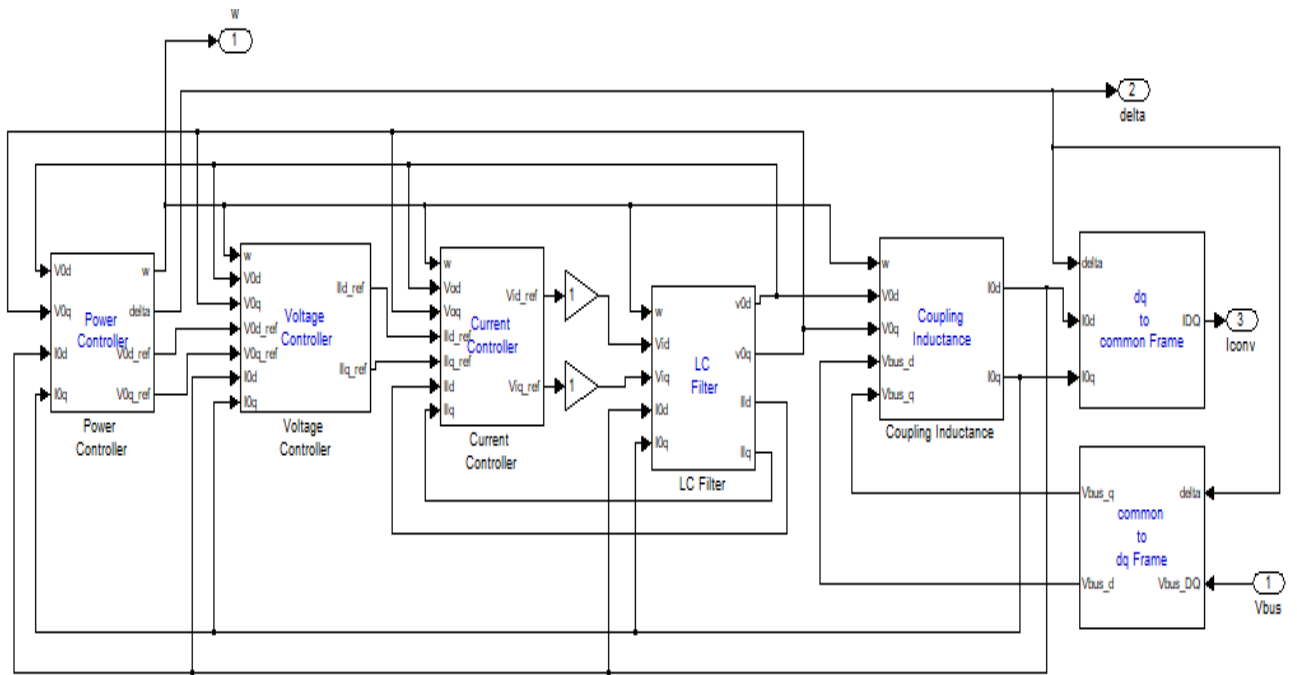 w
1
2
delta
V0d
V0q
I0d
I0q
w
delta
V0d_ref
V0q_ref
Power
Controller
Power
Controller
w
V0d
V0q
V0d_ref
V0q_ref
I0d
I0q
Ild_ref
Ilq_ref
Voltage
Controller
Voltage
Controller
w
Vod
Voq
Ild_ref
Ilq_ref
Ild
Ilq
Vid_ref
Viq_ref
Current
Controller
Current
Controller
1
1
w
Vid
Viq
I0d
I0q
v0d
v0q
Ild
Ilq
LC
Filter
LC Filter
w
V0d
V0q
Vbus_d
Vbus_q
I0d
I0q
Coupling
Inductance
Coupling Inductance
delta
I0d
I0q
IDQ
dq
to
common Frame
3
Iconv
Vbus_q
Vbus_d
delta
Vbus_DQ
common
to
dq Frame
1
Vbus